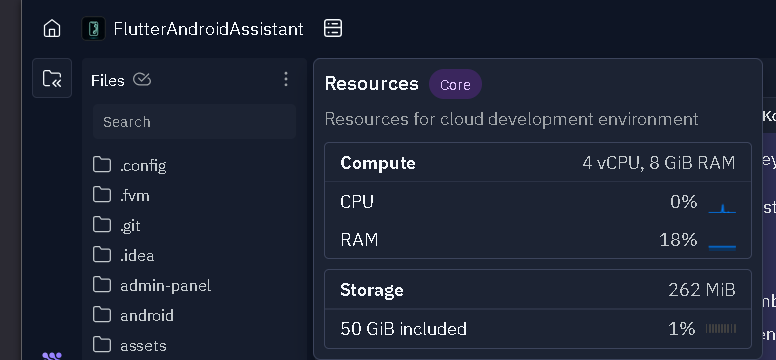 FlutterAndroidAssistant
Files
Search
.config
.fvm
.git
.idea
admin-panel
android
assets
Resources Core
Resources for cloud development environment
Compute 4 vCPU, 8 GiB RAM
CPU 0%
RAM 18%
Storage 262 MiB
50 GiB included 1%